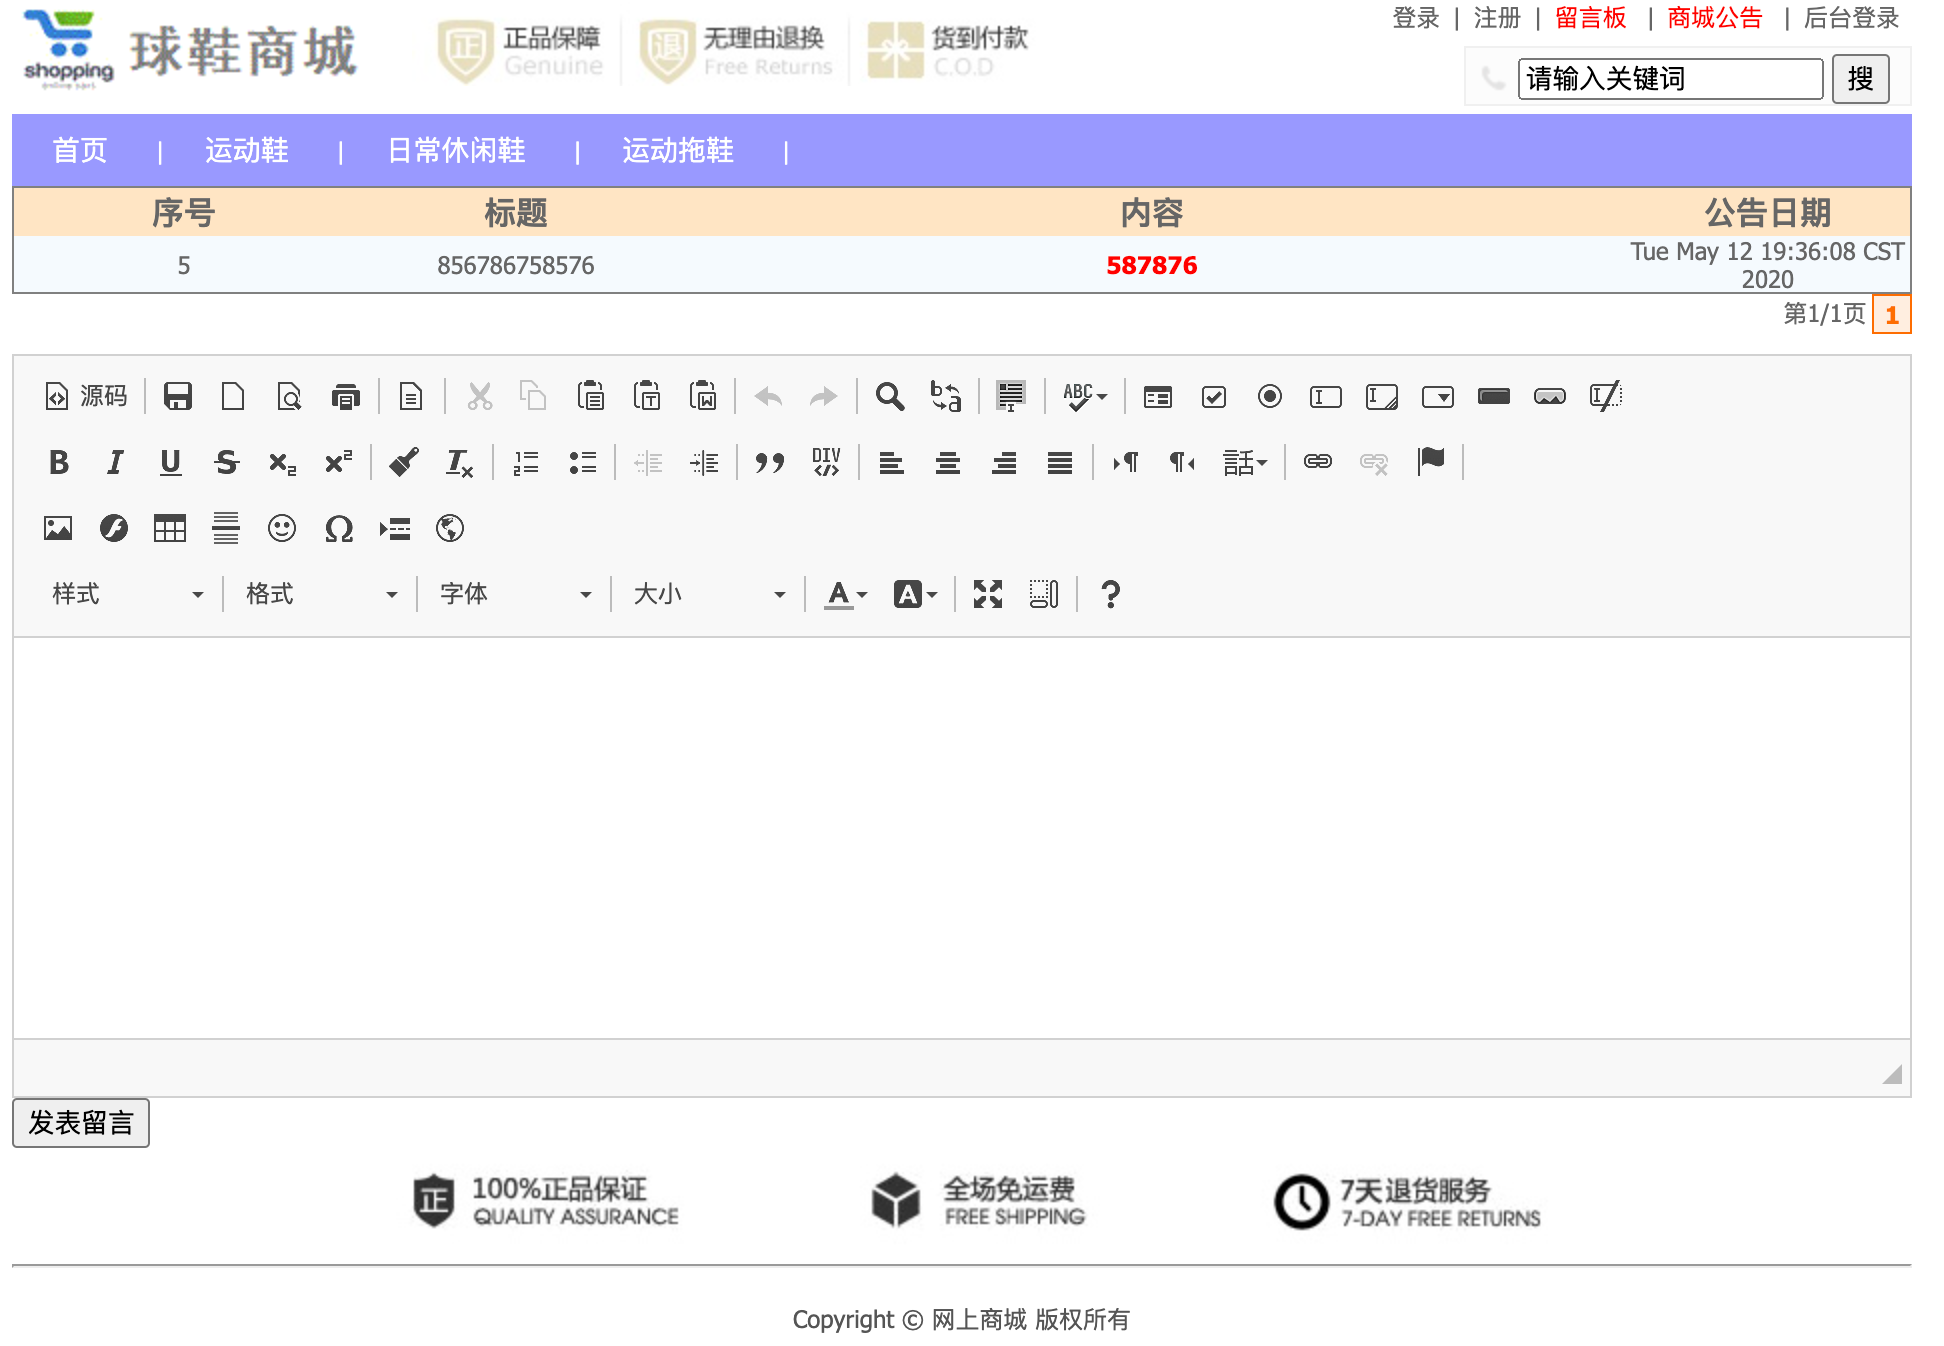 shopping
球鞋商城
正 正品保障
Genuine
退 无理由退换
Free Returns
货到付款
C.O.D
登录 | 注册 | 留言板 | 商城公告 | 后台登录
请输入关键词 搜
首页 | 运动鞋 | 日常休闲鞋 | 运动拖鞋 |
序号 标题 内容 公告日期
5 856786758576 587876 Tue May 12 19:36:08 CST
2020
第1/1页 1
源码
ABC
DIV
話
样式 格式 字体 大小
发表留言
正 100%正品保证
QUALITY ASSURANCE
全场免运费
FREE SHIPPING
7天退货服务
7-DAY FREE RETURNS
Copyright © 网上商城 版权所有